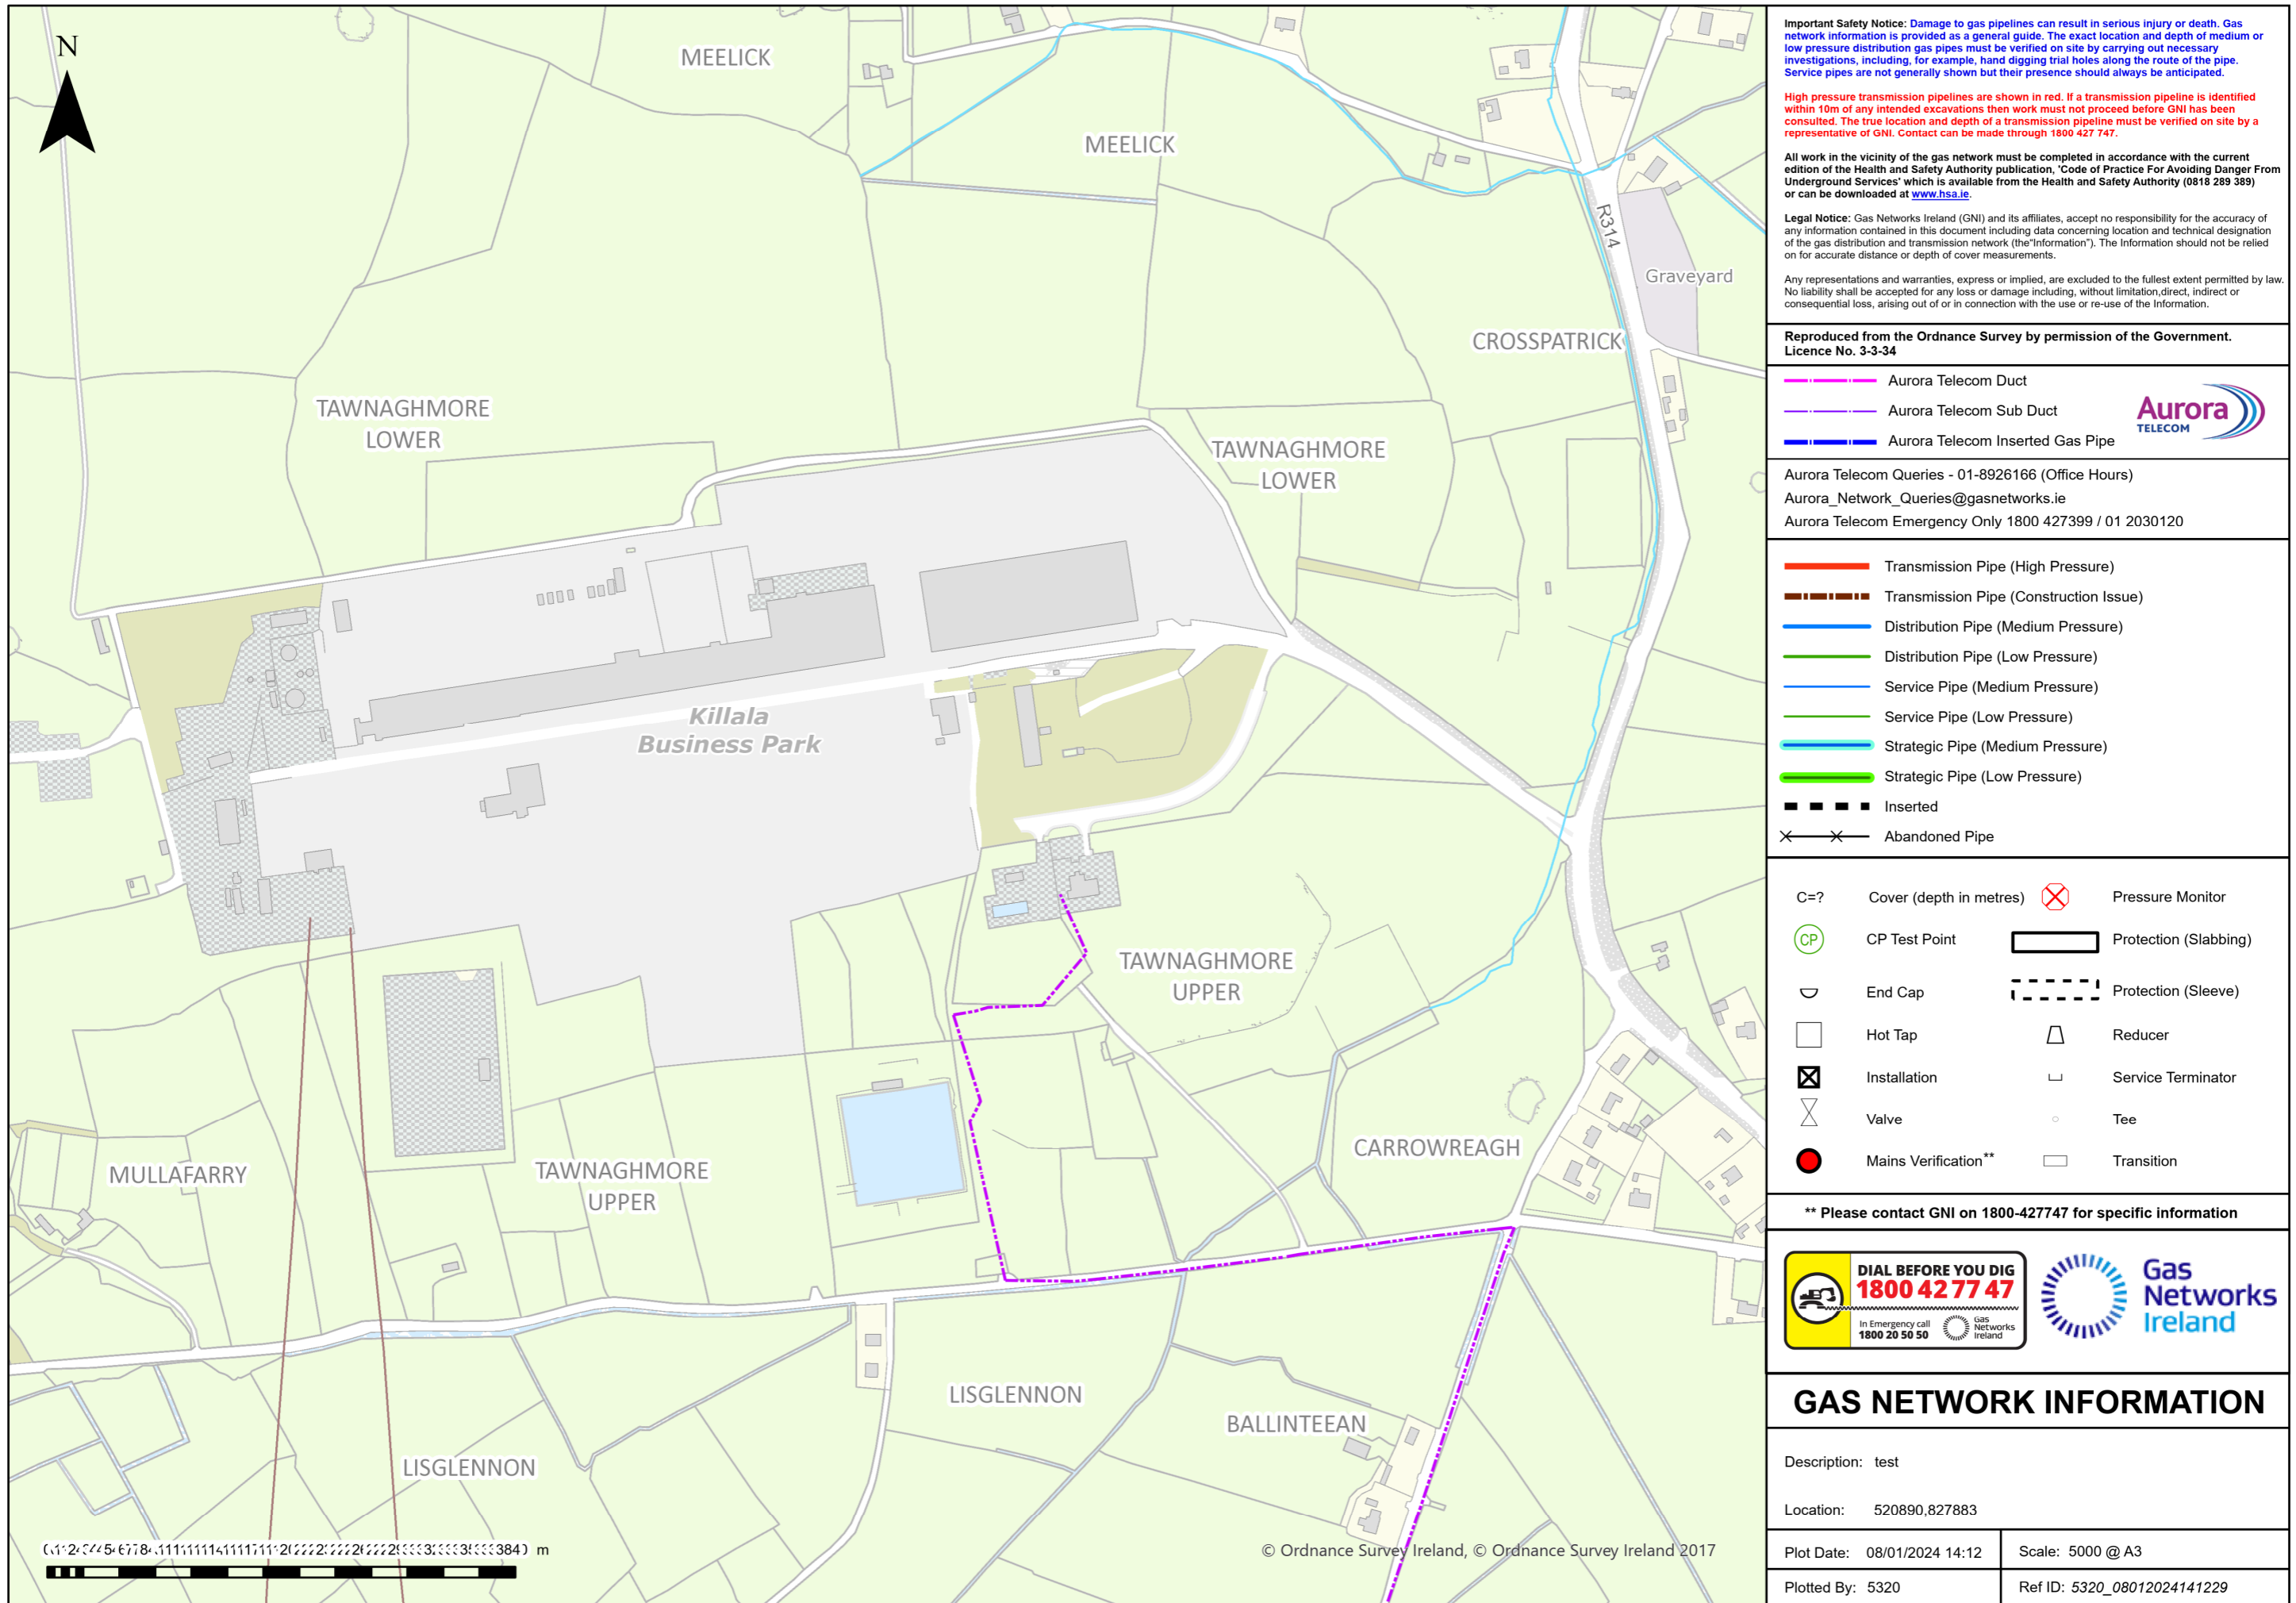 N
MEELICK
MEELICK
R314
Graveyard
CROSSPATRICK
TAWNAGHMORE
LOWER
TAWNAGHMORE
LOWER
Killala
Business Park
TAWNAGHMORE
UPPER
MULLAFARRY
TAWNAGHMORE
UPPER
CARROWREAGH
LISGLENNON
BALLINTEEAN
LISGLENNON
m
© Ordnance Survey Ireland, © Ordnance Survey Ireland 2017
Important Safety Notice: Damage to gas pipelines can result in serious injury or death. Gas
network information is provided as a general guide. The exact location and depth of medium or
low pressure distribution gas pipes must be verified on site by carrying out necessary
investigations, including, for example, hand digging trial holes along the route of the pipe.
Service pipes are not generally shown but their presence should always be anticipated.
High pressure transmission pipelines are shown in red. If a transmission pipeline is identified
within 10m of any intended excavations then work must not proceed before GNI has been
consulted. The true location and depth of a transmission pipeline must be verified on site by a
representative of GNI. Contact can be made through 1800 427 747.
All work in the vicinity of the gas network must be completed in accordance with the current
edition of the Health and Safety Authority publication, 'Code of Practice For Avoiding Danger From
Underground Services' which is available from the Health and Safety Authority (0818 289 389)
or can be downloaded at www.hsa.ie.
Legal Notice: Gas Networks Ireland (GNI) and its affiliates, accept no responsibility for the accuracy of
any information contained in this document including data concerning location and technical designation
of the gas distribution and transmission network (the"Information"). The Information should not be relied
on for accurate distance or depth of cover measurements.
Any representations and warranties, express or implied, are excluded to the fullest extent permitted by law.
No liability shall be accepted for any loss or damage including, without limitation,direct, indirect or
consequential loss, arising out of or in connection with the use or re-use of the Information.
Reproduced from the Ordnance Survey by permission of the Government.
Licence No. 3-3-34
Aurora Telecom Duct
Aurora Telecom Sub Duct
Aurora Telecom Inserted Gas Pipe
Aurora
TELECOM
Aurora Telecom Queries - 01-8926166 (Office Hours)
Aurora_Network_Queries@gasnetworks.ie
Aurora Telecom Emergency Only 1800 427399 / 01 2030120
Transmission Pipe (High Pressure)
Transmission Pipe (Construction Issue)
Distribution Pipe (Medium Pressure)
Distribution Pipe (Low Pressure)
Service Pipe (Medium Pressure)
Service Pipe (Low Pressure)
Strategic Pipe (Medium Pressure)
Strategic Pipe (Low Pressure)
Inserted
Abandoned Pipe
C=? Cover (depth in metres) Pressure Monitor
CP CP Test Point Protection (Slabbing)
End Cap Protection (Sleeve)
Hot Tap Reducer
Installation Service Terminator
Valve Tee
Mains Verification** Transition
** Please contact GNI on 1800-427747 for specific information
DIAL BEFORE YOU DIG
1800 42 77 47
In Emergency call
1800 20 50 50
Gas
Networks
Ireland
Gas
Networks
Ireland
GAS NETWORK INFORMATION
Description: test
Location: 520890,827883
Plot Date: 08/01/2024 14:12 Scale: 5000 @ A3
Plotted By: 5320 Ref ID: 5320_08012024141229